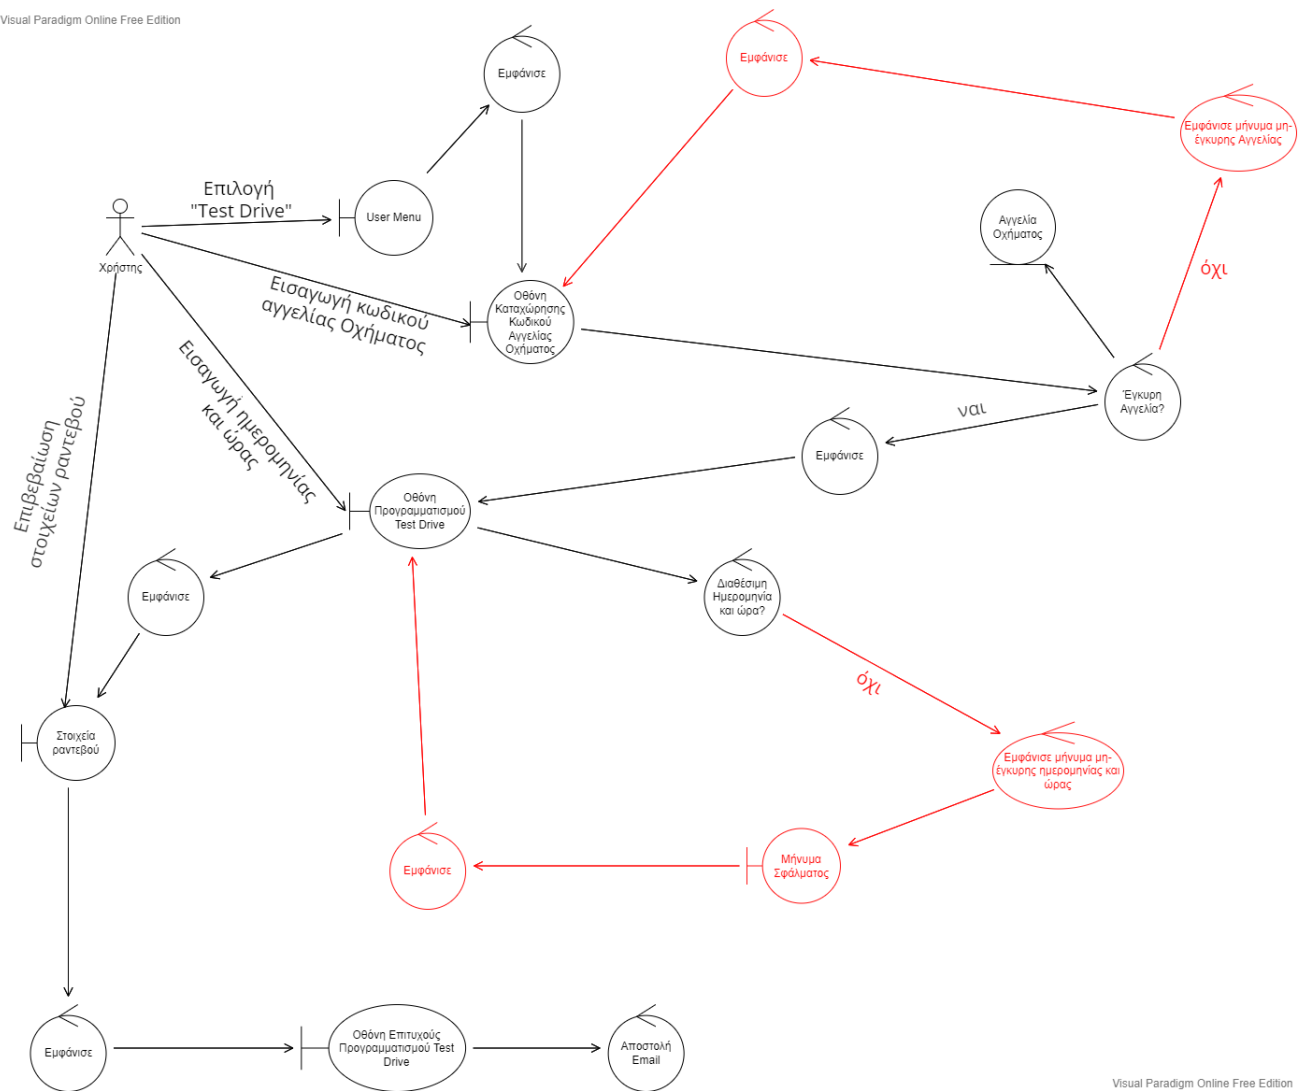 Visual Paradigm Online Free Edition
Εμφάνισε
Εμφάνισε
Εμφάνισε μήνυμα μη-
έγκυρης Αγγελίας
Επιλογή
"Test Drive"
User Menu
Αγγελία
Οχήματος
Χρήστης
όχι
Εισαγωγή κωδικού
αγγελίας Οχήματος
Οθόνη
Καταχώρησης
Κωδικού
Αγγελίας
Οχήματος
Έγκυρη
Αγγελία?
ναι
Εισαγωγή ημερομηνίας
και ώρας
Επιβεβαίωση
στοιχείων ραντεβού
Εμφάνισε
Οθόνη
Προγραμματισμού
Test Drive
Εμφάνισε
Διαθέσιμη
Ημερομηνία
και ώρα?
όχι
Στοιχεία
ραντεβού
Εμφάνισε μήνυμα μη-
έγκυρης ημερομηνίας και
ώρας
Εμφάνισε
Μήνυμα
Σφάλματος
Εμφάνισε
Οθόνη Επιτυχούς
Προγραμματισμού Test
Drive
Αποστολή
Email
Visual Paradigm Online Free Edition